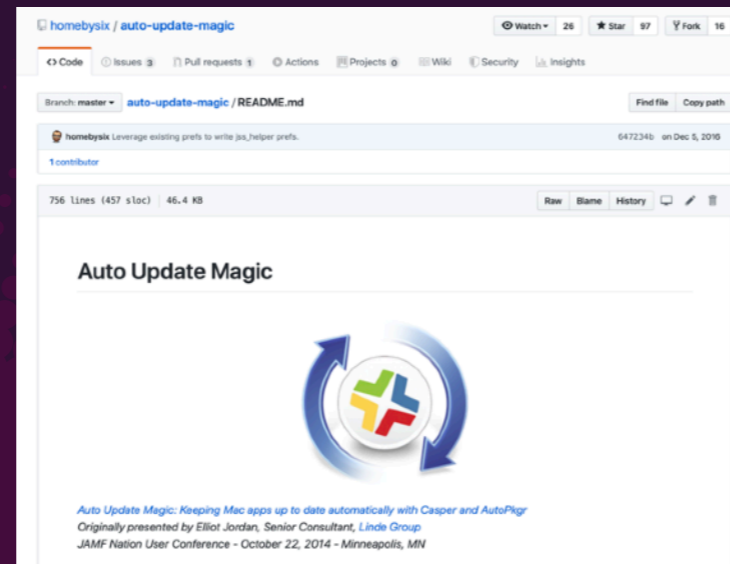 homebysix / auto-update-magic
Watch 26 Star 97 Fork 16
Code Issues 3 Pull requests 1 Actions Projects 0 Wiki Security Insights
Branch: master auto-update-magic / README.md Find file Copy path
homebysix Leverage existing prefs to write jss_helper prefs. 647234b on Dec 5, 2016
1 contributor
756 lines (457 sloc) 46.4 KB Raw Blame History
Auto Update Magic
Auto Update Magic: Keeping Mac apps up to date automatically with Casper and AutoPkgr
Originally presented by Elliot Jordan, Senior Consultant, Linde Group
JAMF Nation User Conference - October 22, 2014 - Minneapolis, MN